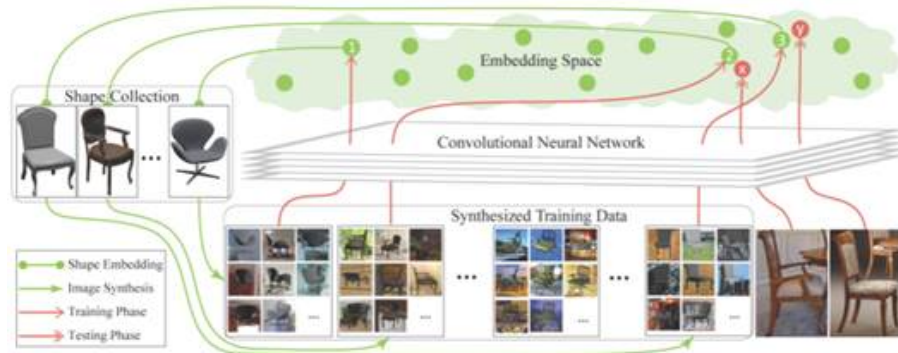 1
2
3
y
x
Embedding Space
Shape Collection
...
Convolutional Neural Network
Synthesized Training Data
... ...
Shape Embedding
Image Synthesis
Training Phase
Testing Phase
... ... ... ...